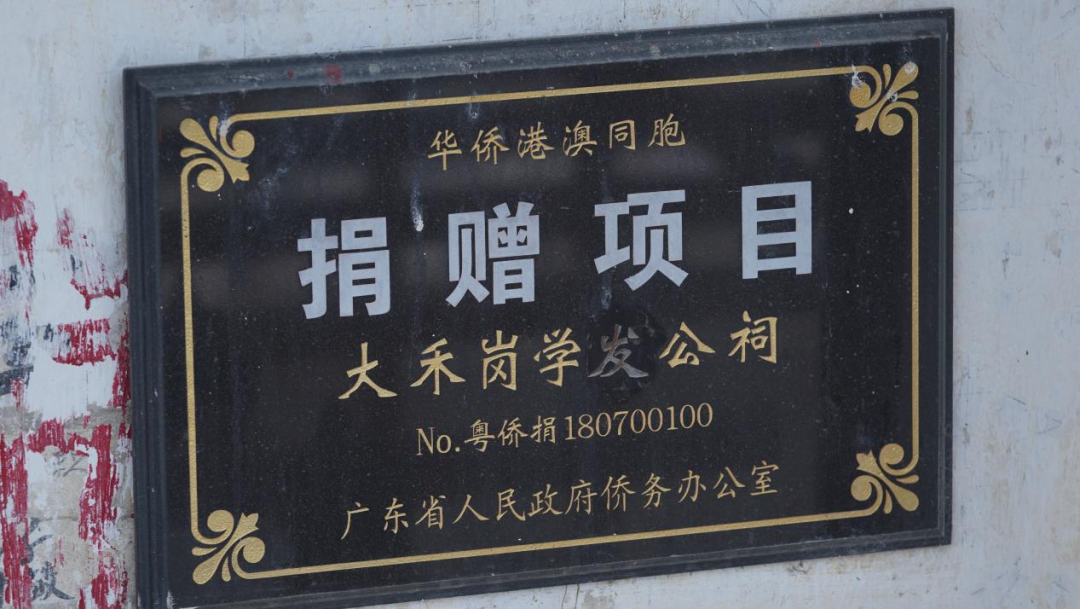 华侨港澳同胞
捐赠项目
大禾岗学发公祠
No.粤侨捐180700100
广东省人民政府侨务办公室